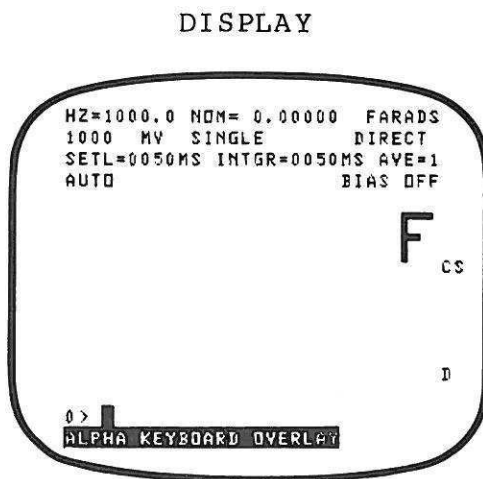 DISPLAY
HZ=1000.0 NOM= 0.00000 FARADS
1000 MV SINGLE DIRECT
SETL=0050MS INTGR=0050MS AVE=1
AUTO BIAS OFF
F
CS
D
0>
ALPHA KEYBOARD OVERLAY